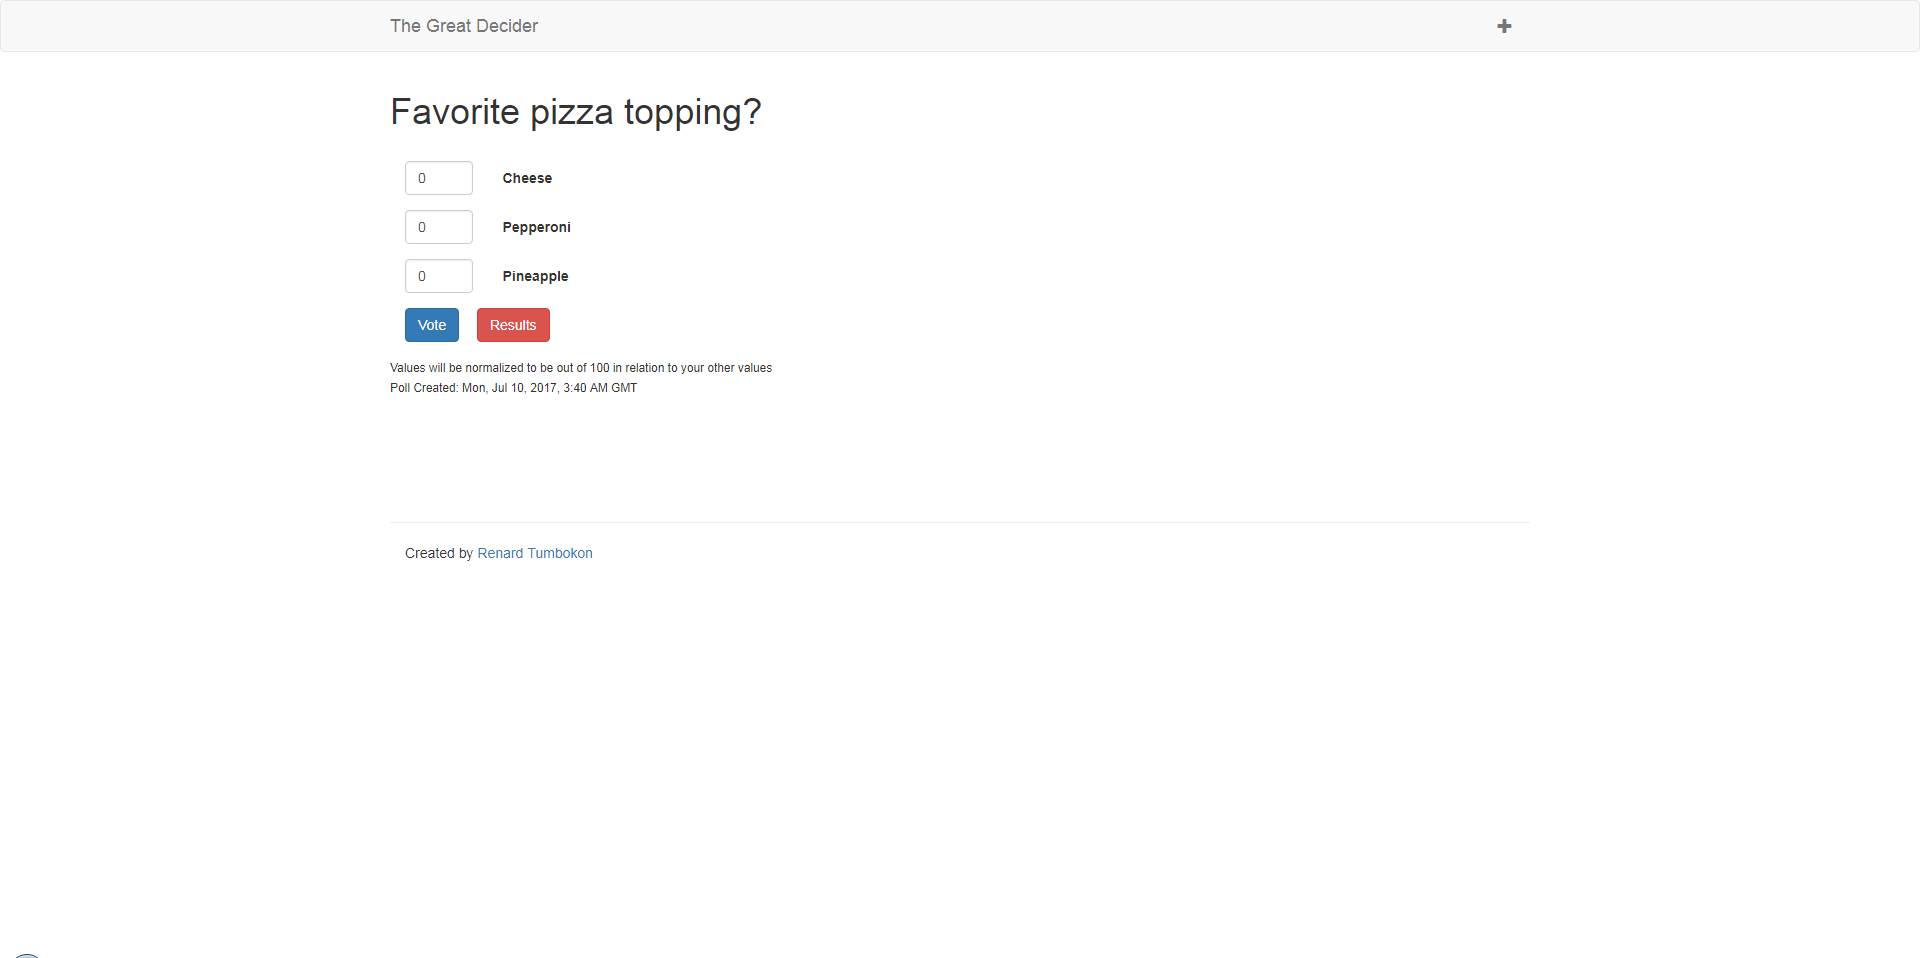 The Great Decider
Favorite pizza topping?
0 Cheese
0 Pepperoni
0 Pineapple
Vote Results
Values will be normalized to be out of 100 in relation to your other values
Poll Created: Mon, Jul 10, 2017, 3:40 AM GMT
Created by Renard Tumbokon